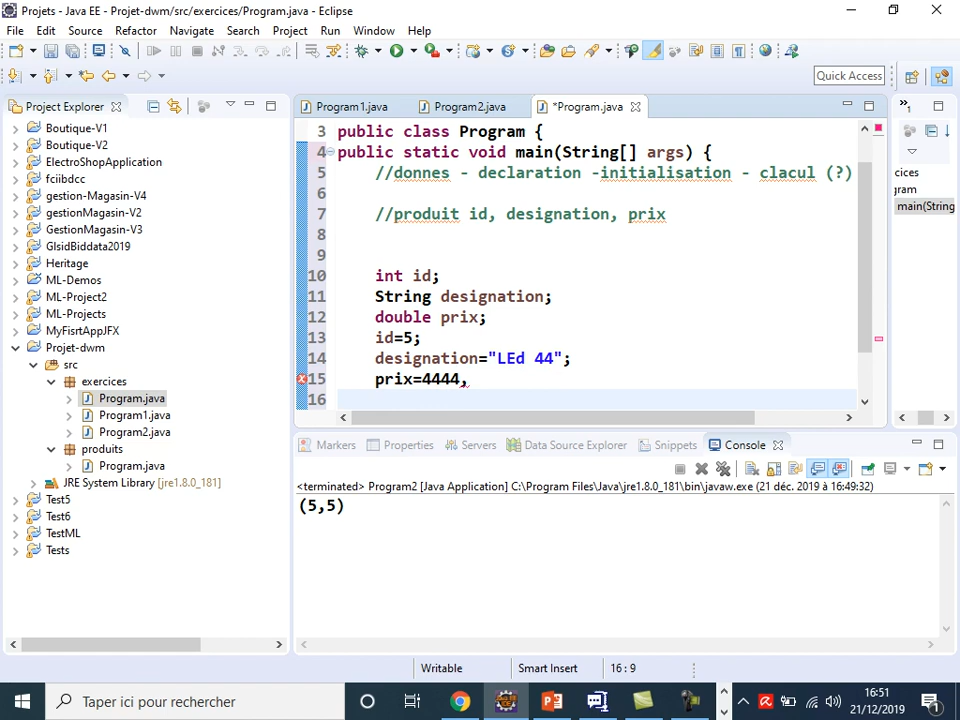 Projets - Java EE - Projet-dwm/src/exercices/Program.java - Eclipse
File Edit Source Refactor Navigate Search Project Run Window Help
Quick Access
Project Explorer
Program1.java
Program2.java
*Program.java
Boutique-V1
Boutique-V2
ElectroShopApplication
fciibdcc
gestion-Magasin-V4
gestionMagasin-V2
GestionMagasin-V3
GlsidBiddata2019
Heritage
ML-Demos
ML-Project2
ML-Projects
MyFisrtAppJFX
Projet-dwm
src
exercices
Program.java
Program1.java
Program2.java
produits
Program.java
JRE System Library [jre1.8.0_181]
Test5
Test6
TestML
Tests
3 public class Program {
4 public static void main(String[] args) {
5 //donnes - declaration -initialisation - clacul (?)
6
7 //produit id, designation, prix
8
9
10 int id;
11 String designation;
12 double prix;
13 id=5;
14 designation="LEd 44";
15 prix=4444,
16
»1
cices
gram
main(String
Markers Properties Servers Data Source Explorer Snippets Console
<terminated> Program2 [Java Application] C:\Program Files\Java\jre1.8.0_181\bin\javaw.exe (21 déc. 2019 à 16:49:32)
(5,5)
Writable Smart Insert 16 : 9
Taper ici pour rechercher
16:51
21/12/2019
1